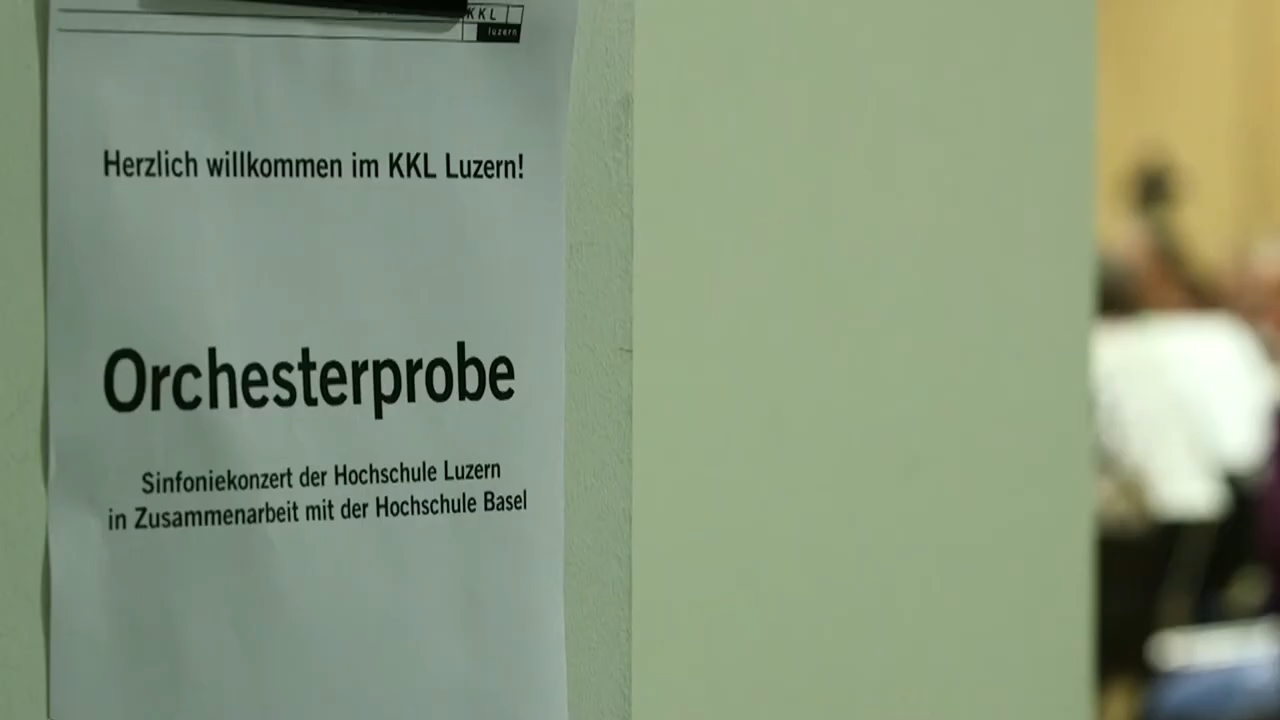 KKL
luzern
Herzlich willkommen im KKL Luzern!
Orchesterprobe
Sinfoniekonzert der Hochschule Luzern
in Zusammenarbeit mit der Hochschule Basel